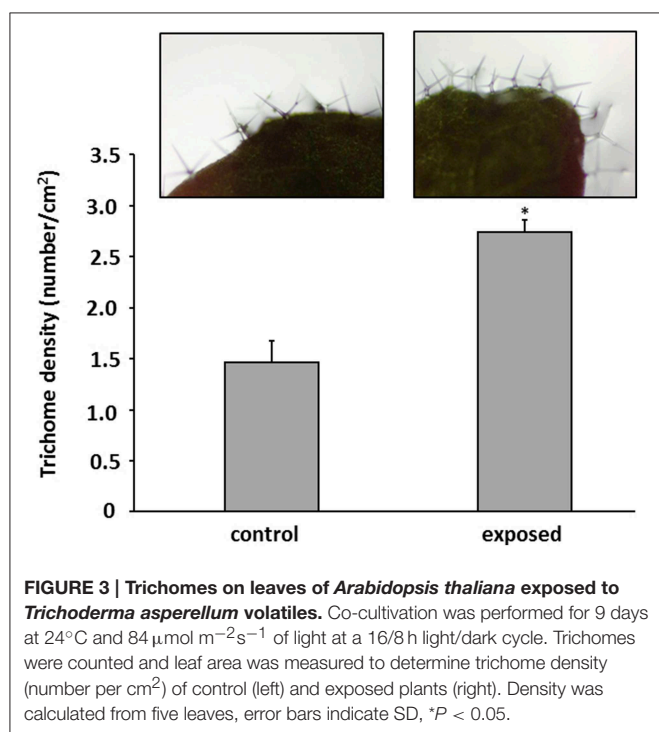 3.5
3.0
2.5
2.0
1.5
1.0
0.5
0
Trichome density (number/cm²)
*
control
exposed
FIGURE 3 | Trichomes on leaves of Arabidopsis thaliana exposed to
Trichoderma asperellum volatiles. Co-cultivation was performed for 9 days
at 24°C and 84 μmol m⁻²s⁻¹ of light at a 16/8 h light/dark cycle. Trichomes
were counted and leaf area was measured to determine trichome density
(number per cm²) of control (left) and exposed plants (right). Density was
calculated from five leaves, error bars indicate SD, *P < 0.05.